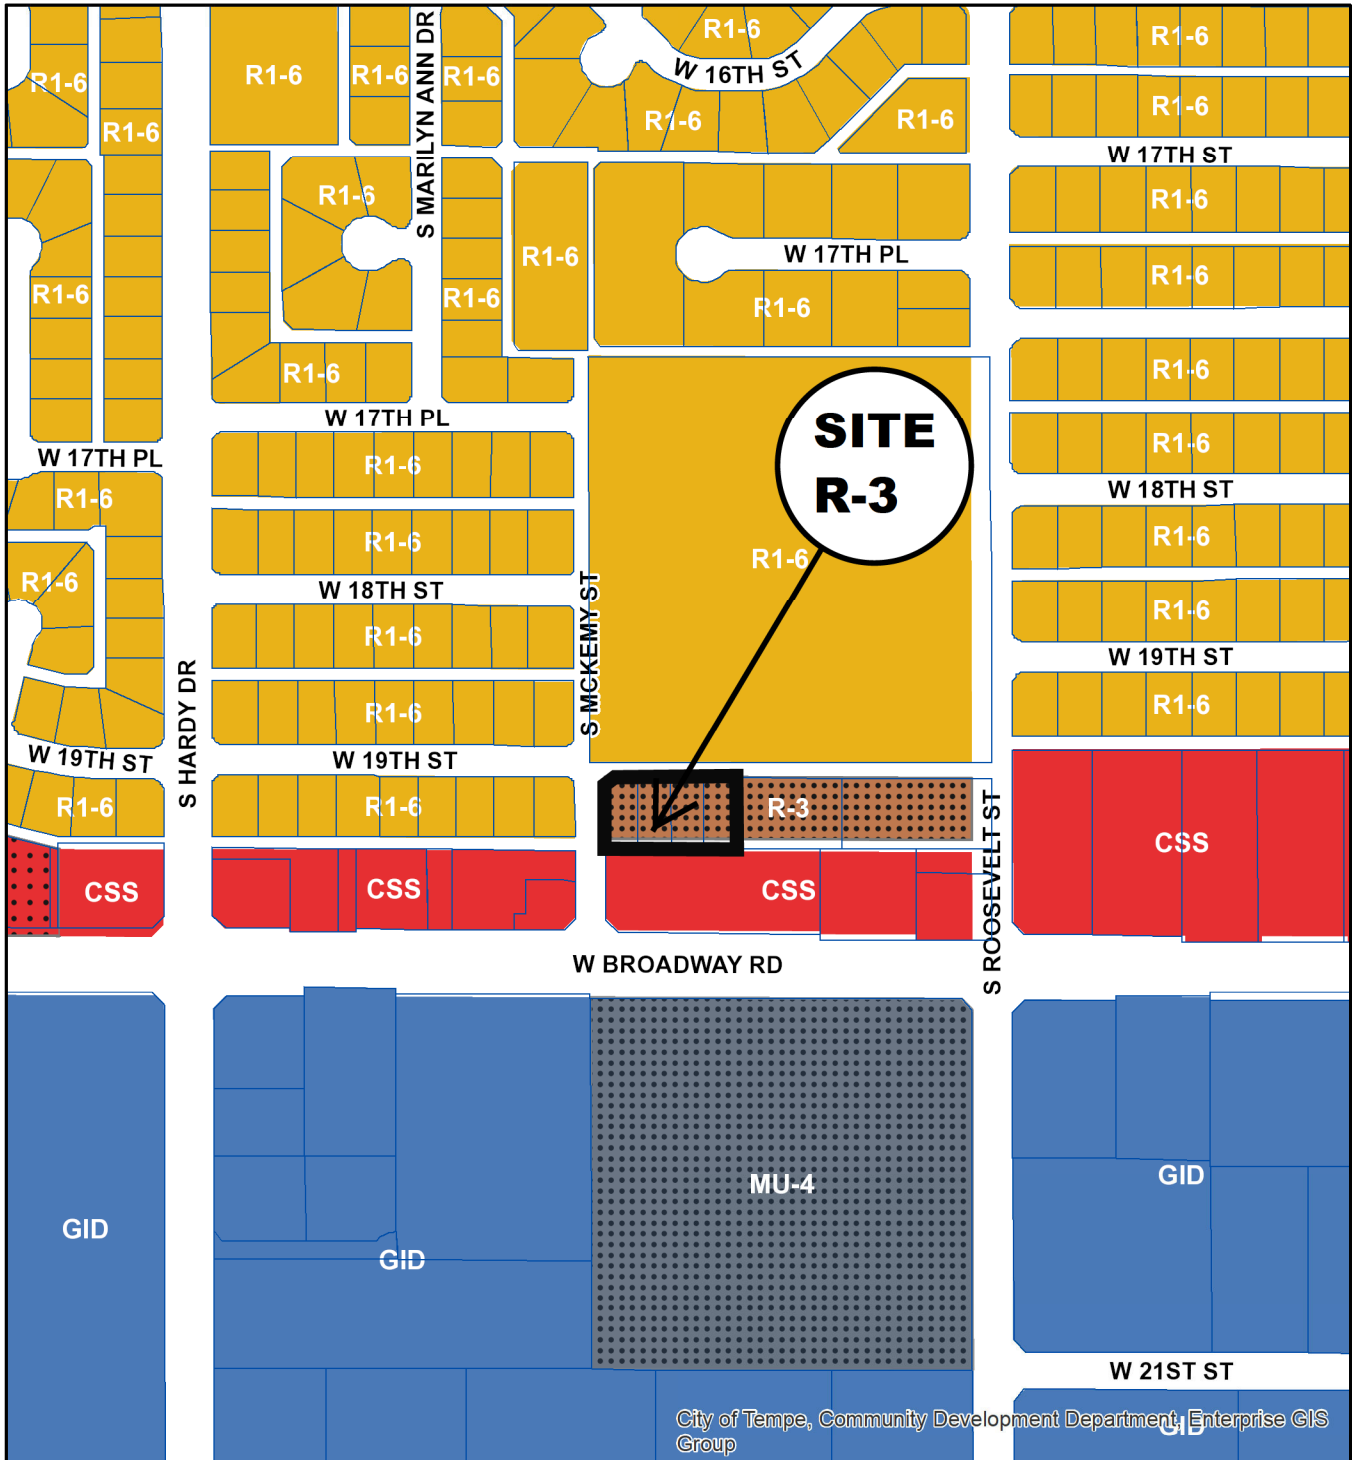 R1-6
R1-6
R1-6
R1-6
R1-6
R1-6
R1-6
S MARILYN ANN DR
W 16TH ST
R1-6
R1-6
R1-6
R1-6
W 17TH ST
R1-6
R1-6
R1-6
W 17TH PL
R1-6
R1-6
R1-6
R1-6
R1-6
R1-6
W 17TH PL
SITE
R-3
W 17TH PL
R1-6
R1-6
R1-6
W 18TH ST
R1-6
R1-6
R1-6
R1-6
R1-6
W 18TH ST
S MCKEMY ST
R1-6
R1-6
W 19TH ST
R1-6
R1-6
S HARDY DR
W 19TH ST
W 19TH ST
R1-6
R1-6
R-3
S ROOSEVELT ST
CSS
CSS
CSS
CSS
W BROADWAY RD
MU-4
GID
GID
GID
W 21ST ST
GID
City of Tempe, Community Development Department, Enterprise GIS
Group